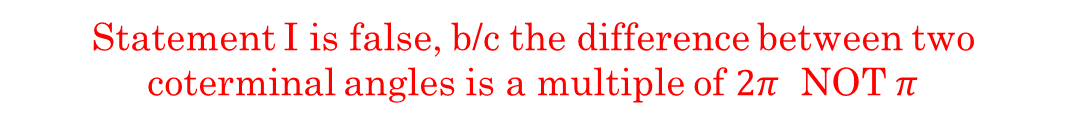 Statement I is false, b/c the difference between two
coterminal angles is a multiple of 2π NOT π